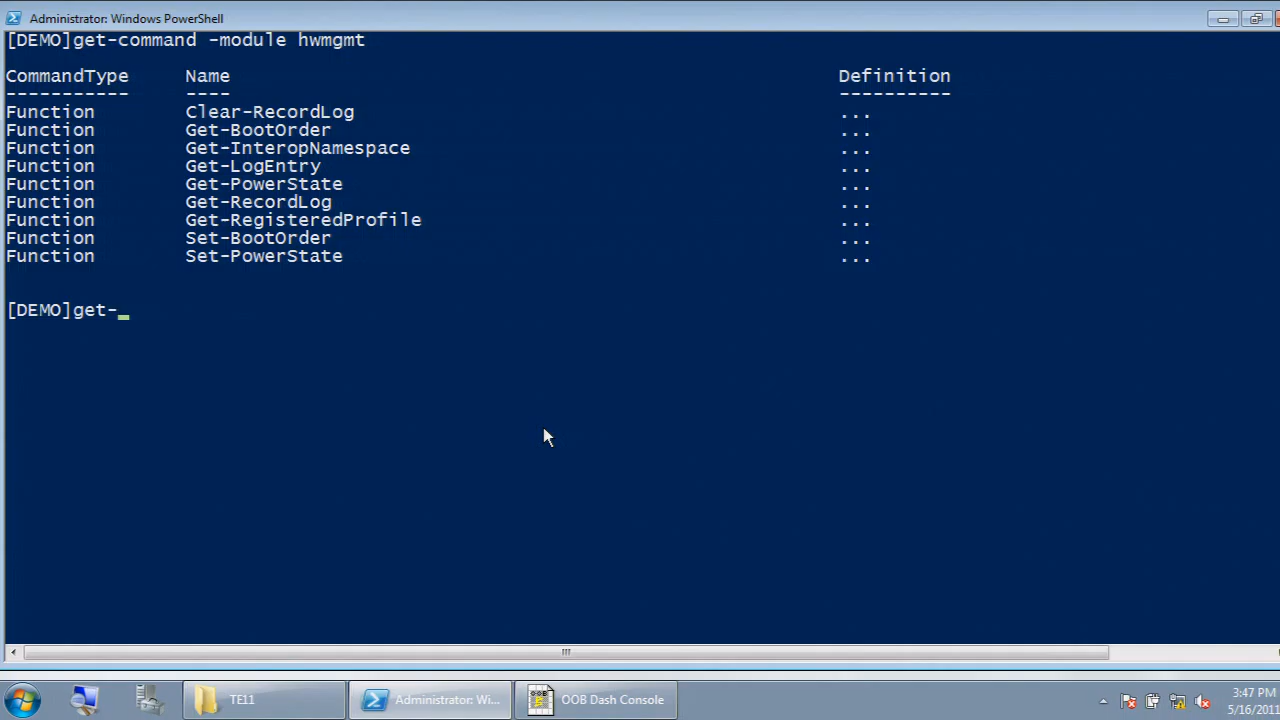 Administrator: Windows PowerShell
[DEMO]get-command -module hwmgmt
CommandType Name Definition
----------- ---- ----------
Function Clear-RecordLog ...
Function Get-BootOrder ...
Function Get-InteropNamespace ...
Function Get-LogEntry ...
Function Get-PowerState ...
Function Get-RecordLog ...
Function Get-RegisteredProfile ...
Function Set-BootOrder ...
Function Set-PowerState ...
[DEMO]get-_
TE11 Administrator: Wi... OOB Dash Console 3:47 PM
5/16/2011